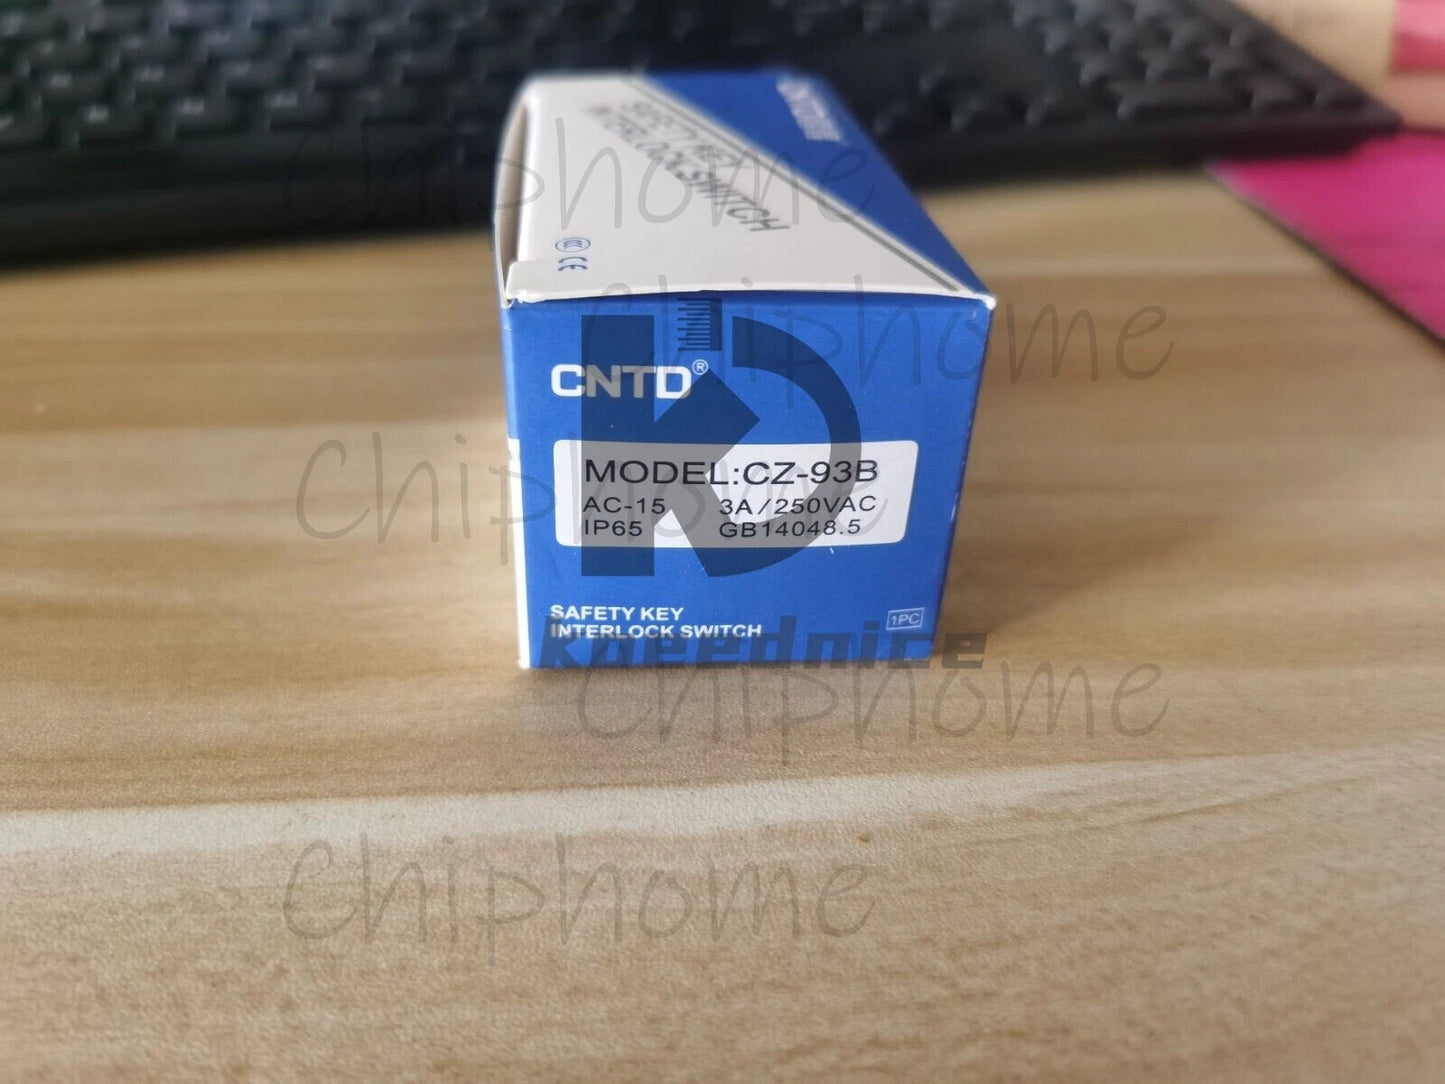 SAFETY KEY
INTERLOCK SWITCH
CE
CNTD®
MODEL:CZ-93B
AC-15 3A/250VAC
IP65 GB14048.5
SAFETY KEY
INTERLOCK SWITCH
1PC
Kneednice
Chiphome
Chiphome
Chiphome
Chiphome
Chiphome